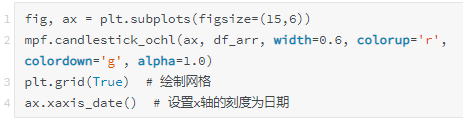 1 fig, ax = plt.subplots(figsize=(15,6))
2 mpf.candlestick_ochl(ax, df_arr, width=0.6, colorup='r',
colordown='g', alpha=1.0)
3 plt.grid(True)  # 绘制网格
4 ax.xaxis_date()  # 设置x轴的刻度为日期